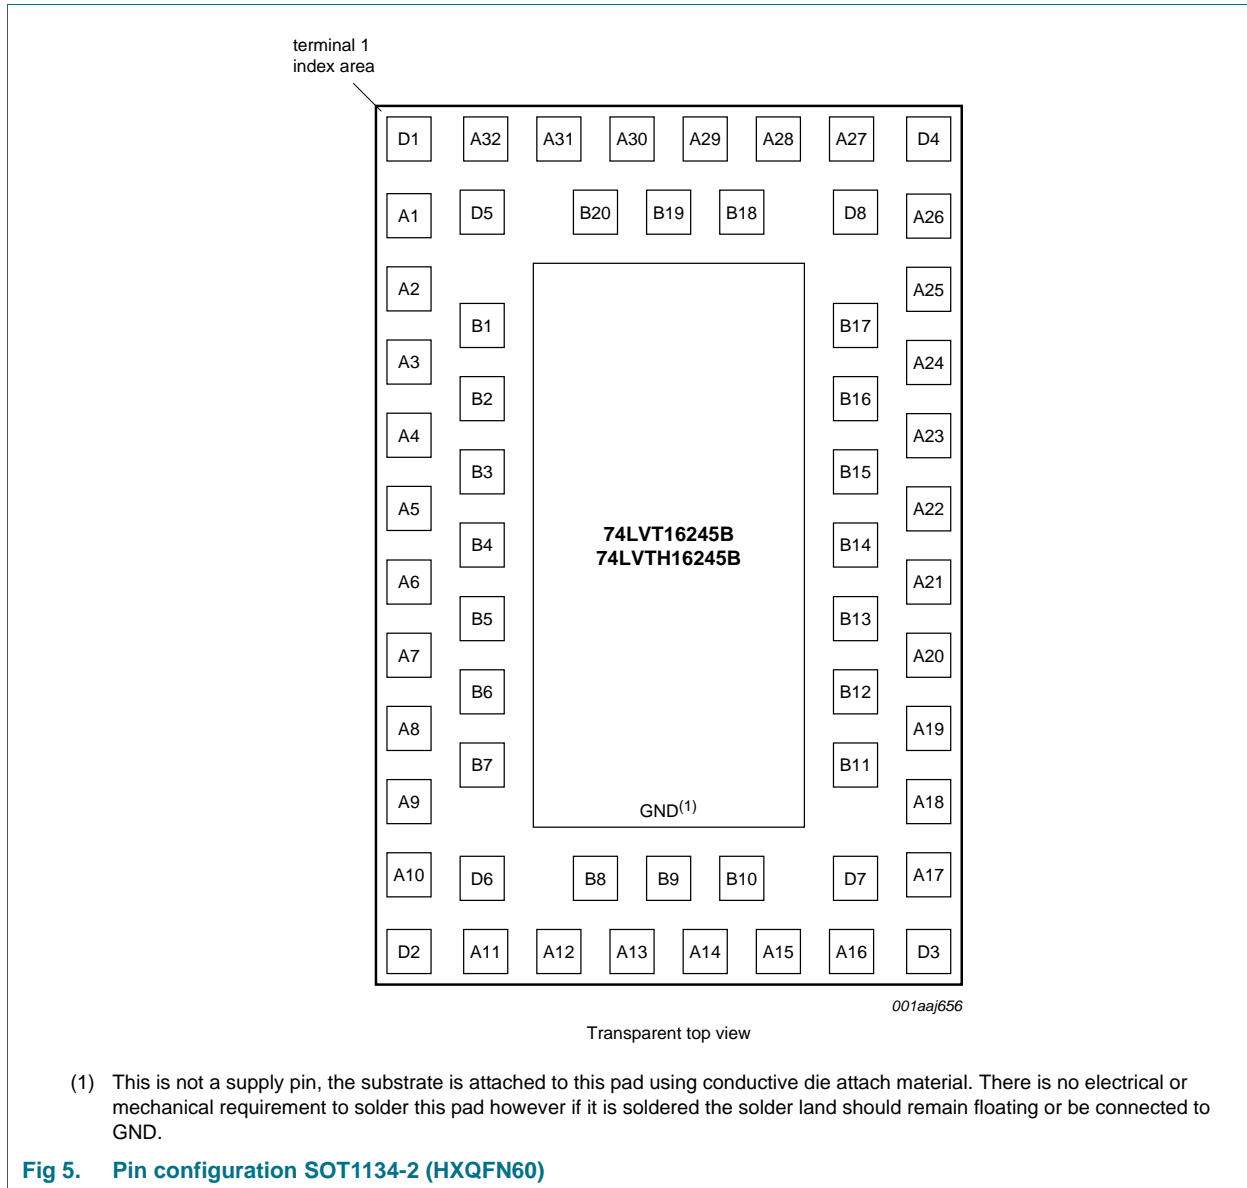 terminal 1
index area
D1 A32 A31 A30 A29 A28 A27 D4
A1 D5 B20 B19 B18 D8 A26
A2 A25
B1 B17
A3 A24
B2 B16
A4 A23
B3 B15
A5 A22
74LVT16245B
B4 B14
74LVTH16245B
A6 A21
B5 B13
A7 A20
B6 B12
A8 A19
B7 B11
A9 A18
GND(1)
A10 D6 B8 B9 B10 D7 A17
D2 A11 A12 A13 A14 A15 A16 D3
001aaj656
Transparent top view
(1) This is not a supply pin, the substrate is attached to this pad using conductive die attach material. There is no electrical or
mechanical requirement to solder this pad however if it is soldered the solder land should remain floating or be connected to
GND.
Fig 5. Pin configuration SOT1134-2 (HXQFN60)